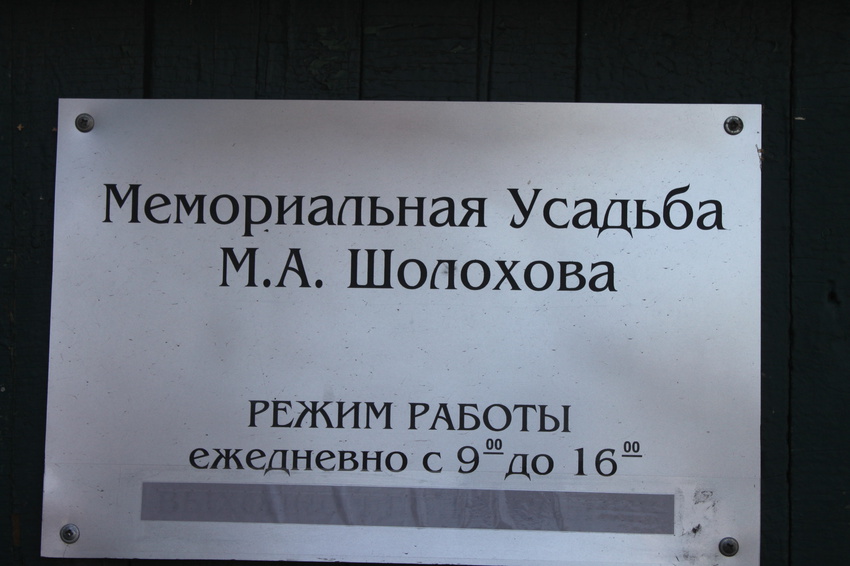 Мемориальная Усадьба
М.А. Шолохова
РЕЖИМ РАБОТЫ
ежедневно с 9⁰⁰ до 16⁰⁰